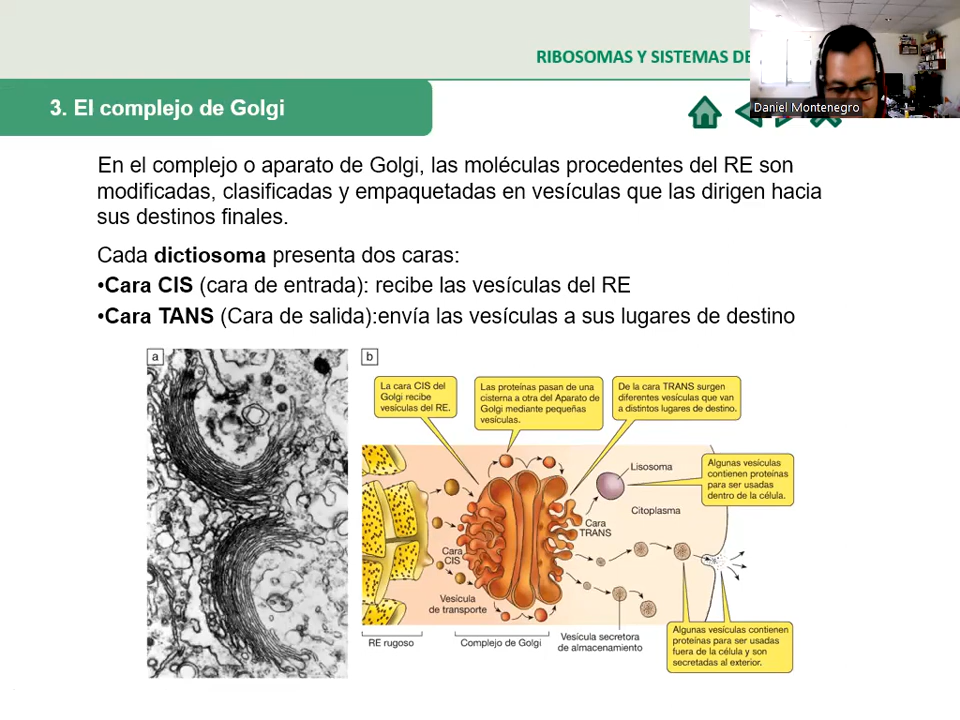 RIBOSOMAS Y SISTEMAS DE
Daniel Montenegro
3. El complejo de Golgi
En el complejo o aparato de Golgi, las moléculas procedentes del RE son
modificadas, clasificadas y empaquetadas en vesículas que las dirigen hacia
sus destinos finales.
Cada dictiosoma presenta dos caras:
•Cara CIS (cara de entrada): recibe las vesículas del RE
•Cara TANS (Cara de salida):envía las vesículas a sus lugares de destino
a
b
La cara CIS del
Golgi recibe
vesículas del RE.
Las proteínas pasan de una
cisterna a otra del Aparato de
Golgi mediante pequeñas
vesículas.
De la cara TRANS surgen
diferentes vesículas que van
a distintos lugares de destino.
Lisosoma
Algunas vesículas
contienen proteínas
para ser usadas
dentro de la célula.
Citoplasma
Cara
TRANS
Cara
CIS
Vesícula
de transporte
RE rugoso
Complejo de Golgi
Vesícula secretora
de almacenamiento
Algunas vesículas contienen
proteínas para ser usadas
fuera de la célula y son
secretadas al exterior.